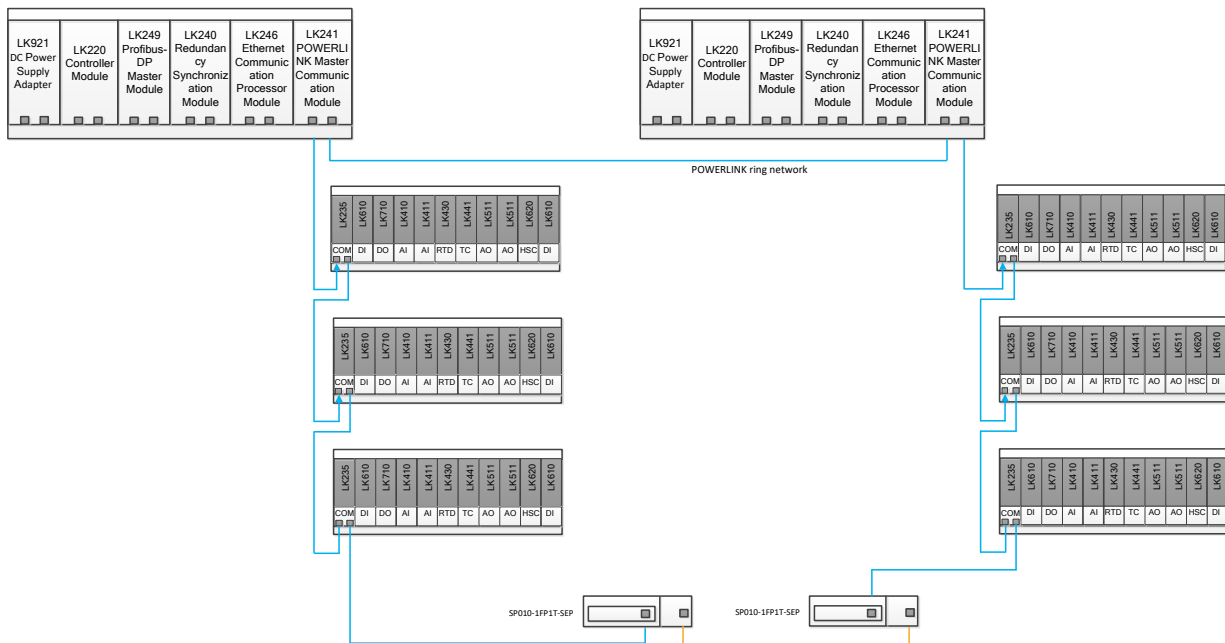 LK921
DC Power
Supply
Adapter
LK220
Controller
Module
LK249
Profibus-
DP
Master
Module
LK240
Redundan
cy
Synchroniz
ation
Module
LK246
Ethernet
Communic
ation
Processor
Module
LK241
POWERLI
NK Master
Communic
ation
Module
LK921
DC Power
Supply
Adapter
LK220
Controller
Module
LK249
Profibus-
DP
Master
Module
LK240
Redundan
cy
Synchroniz
ation
Module
LK246
Ethernet
Communic
ation
Processor
Module
LK241
POWERLI
NK Master
Communic
ation
Module
POWERLINK ring network
LK235 LK610 LK710 LK410 LK411 LK430 LK441 LK511 LK511 LK620 LK610
COM DI DO AI AI RTD TC AO AO HSC DI
LK235 LK610 LK710 LK410 LK411 LK430 LK441 LK511 LK511 LK620 LK610
COM DI DO AI AI RTD TC AO AO HSC DI
LK235 LK610 LK710 LK410 LK411 LK430 LK441 LK511 LK511 LK620 LK610
COM DI DO AI AI RTD TC AO AO HSC DI
LK235 LK610 LK710 LK410 LK411 LK430 LK441 LK511 LK511 LK620 LK610
COM DI DO AI AI RTD TC AO AO HSC DI
LK235 LK610 LK710 LK410 LK411 LK430 LK441 LK511 LK511 LK620 LK610
COM DI DO AI AI RTD TC AO AO HSC DI
LK235 LK610 LK710 LK410 LK411 LK430 LK441 LK511 LK511 LK620 LK610
COM DI DO AI AI RTD TC AO AO HSC DI
SP010-1FP1T-SEP
SP010-1FP1T-SEP